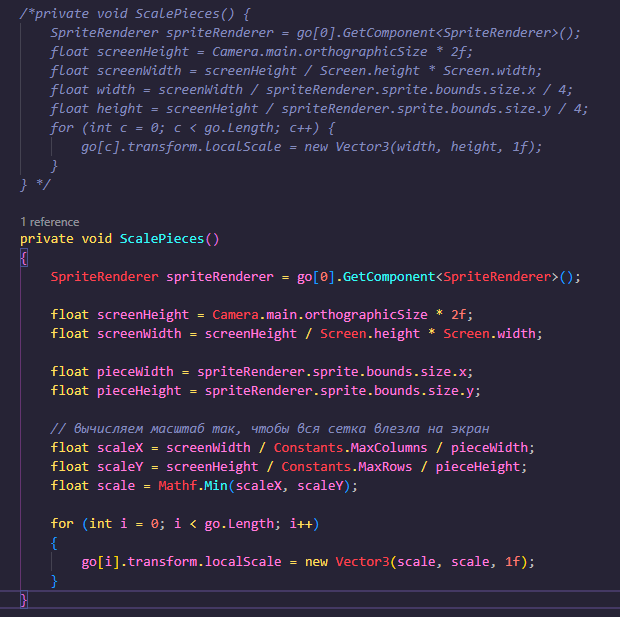 /*private void ScalePieces() {
SpriteRenderer spriteRenderer = go[0].GetComponent<SpriteRenderer>();
float screenHeight = Camera.main.orthographicSize * 2f;
float screenWidth = screenHeight / Screen.height * Screen.width;
float width = screenWidth / spriteRenderer.sprite.bounds.size.x / 4;
float height = screenHeight / spriteRenderer.sprite.bounds.size.y / 4;
for (int c = 0; c < go.Length; c++) {
go[c].transform.localScale = new Vector3(width, height, 1f);
}
} */
1 reference
private void ScalePieces()
{
SpriteRenderer spriteRenderer = go[0].GetComponent<SpriteRenderer>();
float screenHeight = Camera.main.orthographicSize * 2f;
float screenWidth = screenHeight / Screen.height * Screen.width;
float pieceWidth = spriteRenderer.sprite.bounds.size.x;
float pieceHeight = spriteRenderer.sprite.bounds.size.y;
// вычисляем масштаб так, чтобы вся сетка влезла на экран
float scaleX = screenWidth / Constants.MaxColumns / pieceWidth;
float scaleY = screenHeight / Constants.MaxRows / pieceHeight;
float scale = Mathf.Min(scaleX, scaleY);
for (int i = 0; i < go.Length; i++)
{
go[i].transform.localScale = new Vector3(scale, scale, 1f);
}
}